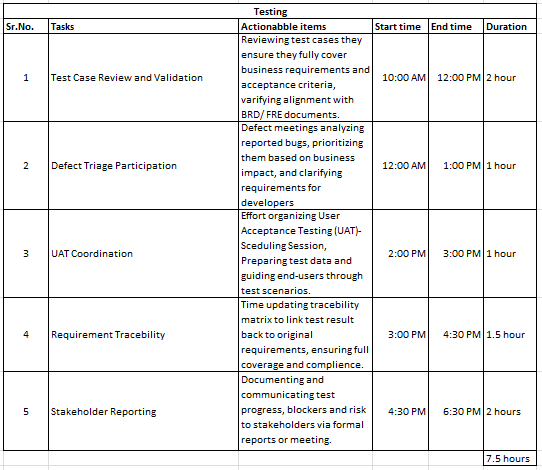 Testing
Sr.No. Tasks Actionabble items Start time End time Duration
1 Test Case Review and Validation
Reviewing test cases they
ensure they fully cover
business requirements and
acceptance criteria,
varifying alignment with
BRD/ FRE documents.
10:00 AM 12:00 PM 2 hour
2 Defect Triage Participation
Defect meetings analyzing
reported bugs, prioritizing
them based on business
impact, and clarifying
requirements for
developers
12:00 AM 1:00 PM 1 hour
3 UAT Coordination
Effort organizing User
Acceptance Testing (UAT)-
Sceduling Session,
Preparing test data and
guiding end-users through
test scenarios.
2:00 PM 3:00 PM 1 hour
4 Requirement Tracebility
Time updating tracebility
matrix to link test result
back to original
requirements, ensuring full
coverage and complience.
3:00 PM 4:30 PM 1.5 hour
5 Stakeholder Reporting
Documenting and
communicating test
progress, blockers and risk
to stakeholders via formal
reports or meeting.
4:30 PM 6:30 PM 2 hours
7.5 hours